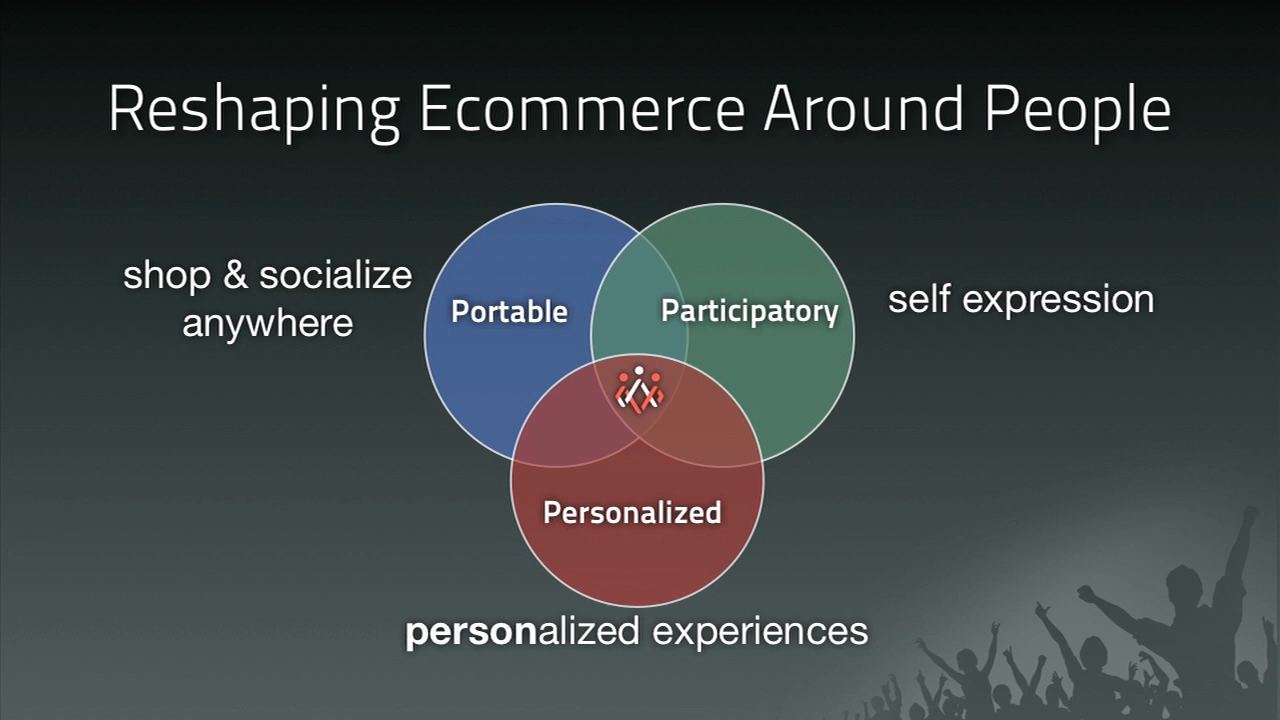 Reshaping Ecommerce Around People
shop & socialize
anywhere
Portable
Participatory
self expression
Personalized
personalized experiences